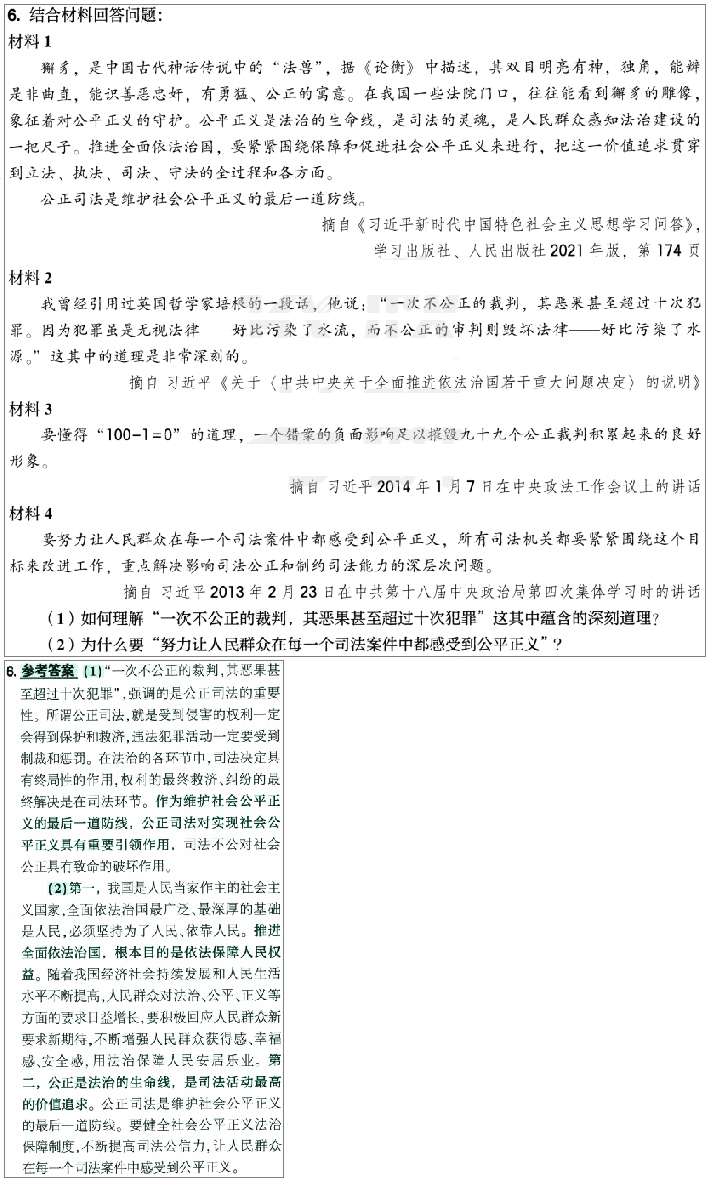 6. 结合材料回答问题：
材料 1
獬豸，是中国古代神话传说中的“法兽”，据《论衡》中描述，其双目明亮有神，独角，能辨
是非曲直，能识善恶忠奸，有勇猛、公正的寓意。在我国一些法院门口，往往能看到獬豸的雕像，
象征着对公平正义的守护。公平正义是法治的生命线，是司法的灵魂，是人民群众感知法治建设的
一把尺子。推进全面依法治国，要紧紧围绕保障和促进社会公平正义来进行，把这一价值追求贯穿
到立法、执法、司法、守法的全过程和各方面。
公正司法是维护社会公平正义的最后一道防线。
摘自《习近平新时代中国特色社会主义思想学习问答》，
学习出版社、人民出版社 2021 年版，第 174 页
材料 2
我曾经引用过英国哲学家培根的一段话，他说：“一次不公正的裁判，其恶果甚至超过十次犯
罪。因为犯罪虽是无视法律 好比污染了水流，而不公正的审判则毁坏法律——好比污染了水
源。”这其中的道理是非常深刻的。
摘自 习近平《关于〈中共中央关于全面推进依法治国若干重大问题决定〉的说明》
材料 3
要懂得“100-1=0”的道理，一个错案的负面影响足以摧毁九十九个公正裁判积累起来的良好
形象。
摘自 习近平 2014 年 1 月 7 日在中央政法工作会议上的讲话
材料 4
要努力让人民群众在每一个司法案件中都感受到公平正义，所有司法机关都要紧紧围绕这个目
标来改进工作，重点解决影响司法公正和制约司法能力的深层次问题。
摘自 习近平 2013 年 2 月 23 日在中共第十八届中央政治局第四次集体学习时的讲话
（1）如何理解“一次不公正的裁判，其恶果甚至超过十次犯罪”这其中蕴含的深刻道理？
（2）为什么要“努力让人民群众在每一个司法案件中都感受到公平正义”？
6. 参考答案 (1)“一次不公正的裁判,其恶果甚
至超过十次犯罪”,强调的是公正司法的重要
性。所谓公正司法,就是受到侵害的权利一定
会得到保护和救济,违法犯罪活动一定要受到
制裁和惩罚。在法治的各环节中,司法决定具
有终局性的作用,权利的最终救济、纠纷的最
终解决是在司法环节。作为维护社会公平正
义的最后一道防线，公正司法对实现社会公
平正义具有重要引领作用，司法不公对社会
公正具有致命的破坏作用。
(2)第一，我国是人民当家作主的社会主
义国家,全面依法治国最广泛、最深厚的基础
是人民,必须坚持为了人民、依靠人民。推进
全面依法治国，根本目的是依法保障人民权
益。随着我国经济社会持续发展和人民生活
水平不断提高,人民群众对法治、公平、正义等
方面的要求日益增长,要积极回应人民群众新
要求新期待,不断增强人民群众获得感、幸福
感、安全感,用法治保障人民安居乐业。第
二，公正是法治的生命线，是司法活动最高
的价值追求。公正司法是维护社会公平正义
的最后一道防线。要健全社会公平正义法治
保障制度,不断提高司法公信力,让人民群众
在每一个司法案件中感受到公平正义。